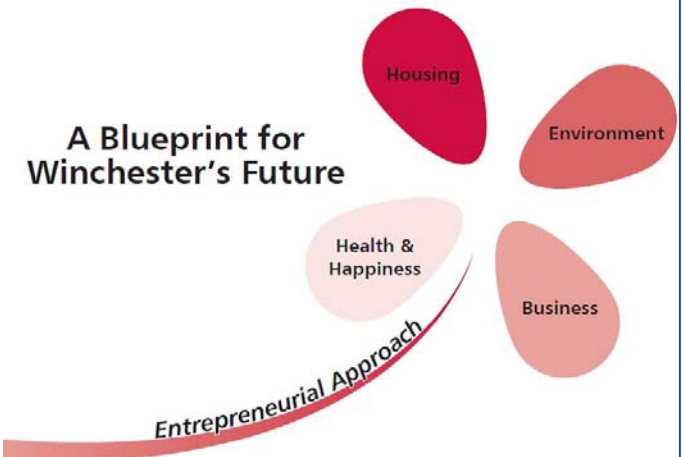 A Blueprint for
Winchester’s Future
Housing
Environment
Health &
Happiness
Business
Entrepreneurial Approach